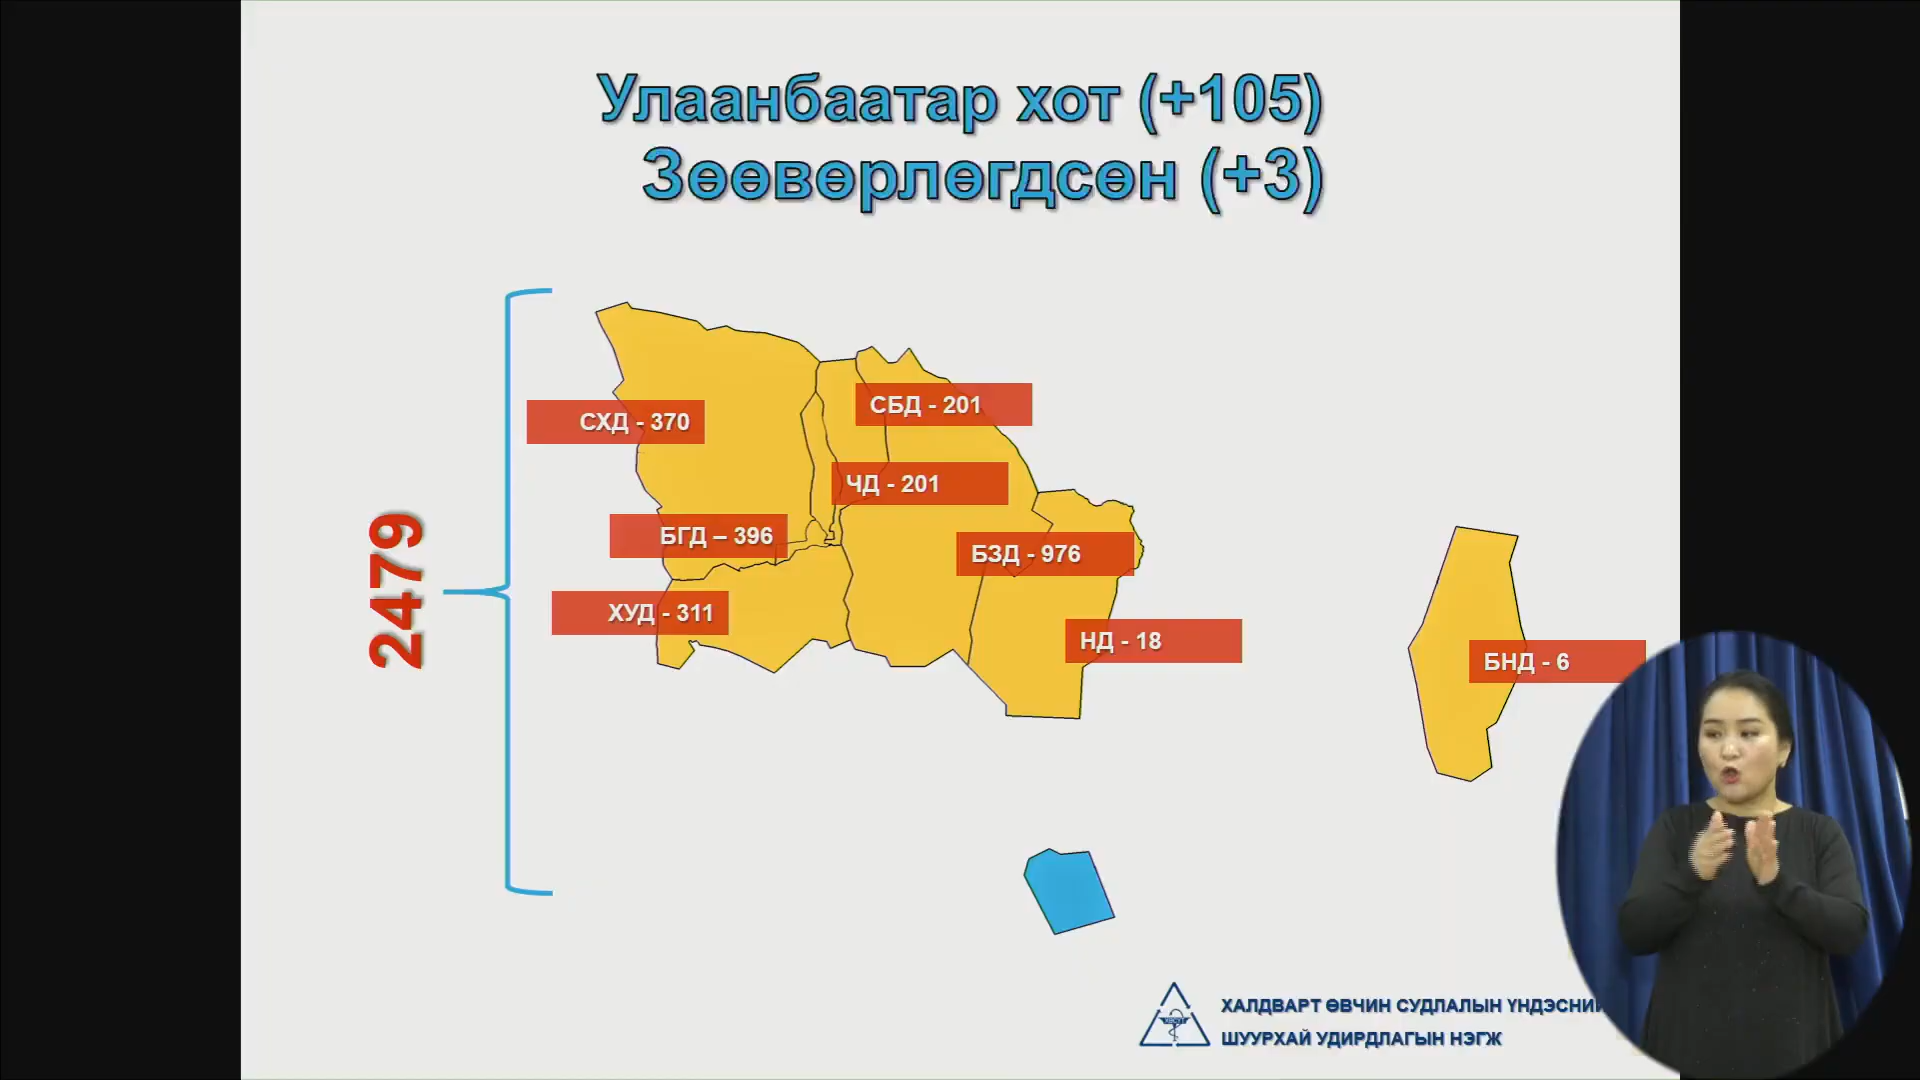 Улаанбаатар хот (+105)
Зөөвөрлөгдсөн (+3)
2479
СХД - 370
СБД - 201
ЧД - 201
БГД – 396
БЗД - 976
ХУД - 311
НД - 18
БНД - 6
ХАЛДВАРТ ӨВЧИН СУДЛАЛЫН
ШУУРХАЙ УДИРДЛАГЫН НЭГЖ